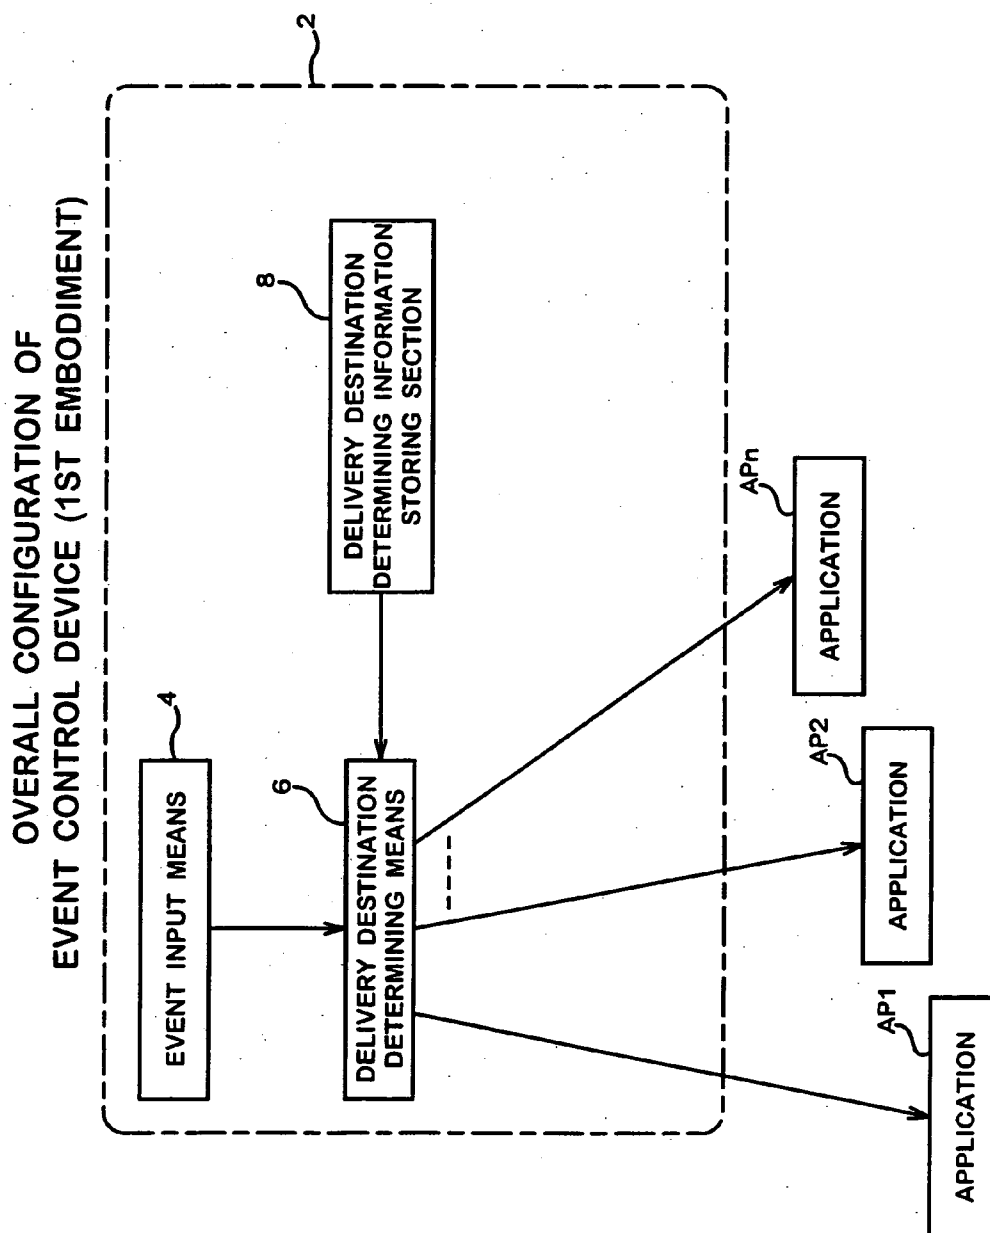 OVERALL CONFIGURATION OF
EVENT CONTROL DEVICE (1ST EMBODIMENT)
2
4
EVENT INPUT MEANS
6
DELIVERY DESTINATION
DETERMINING MEANS
8
DELIVERY DESTINATION
DETERMINING INFORMATION
STORING SECTION
AP1
APPLICATION
AP2
APPLICATION
APn
APPLICATION